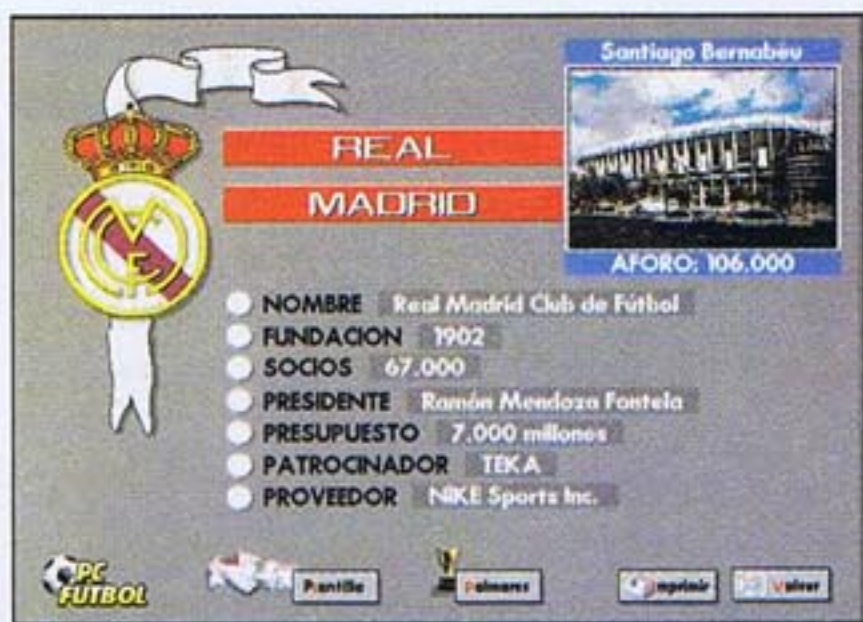 Santiago Bernabéu
REAL
MADRID
AFORO: 106.000
NOMBRE Real Madrid Club de Fútbol
FUNDACION 1902
SOCIOS 67.000
PRESIDENTE Ramón Mendoza Fontela
PRESUPUESTO 7.000 millones
PATROCINADOR TEKA
PROVEEDOR NIKE Sports Inc.
PC FUTBOL
Plantilla Palmares Imprimir Volver